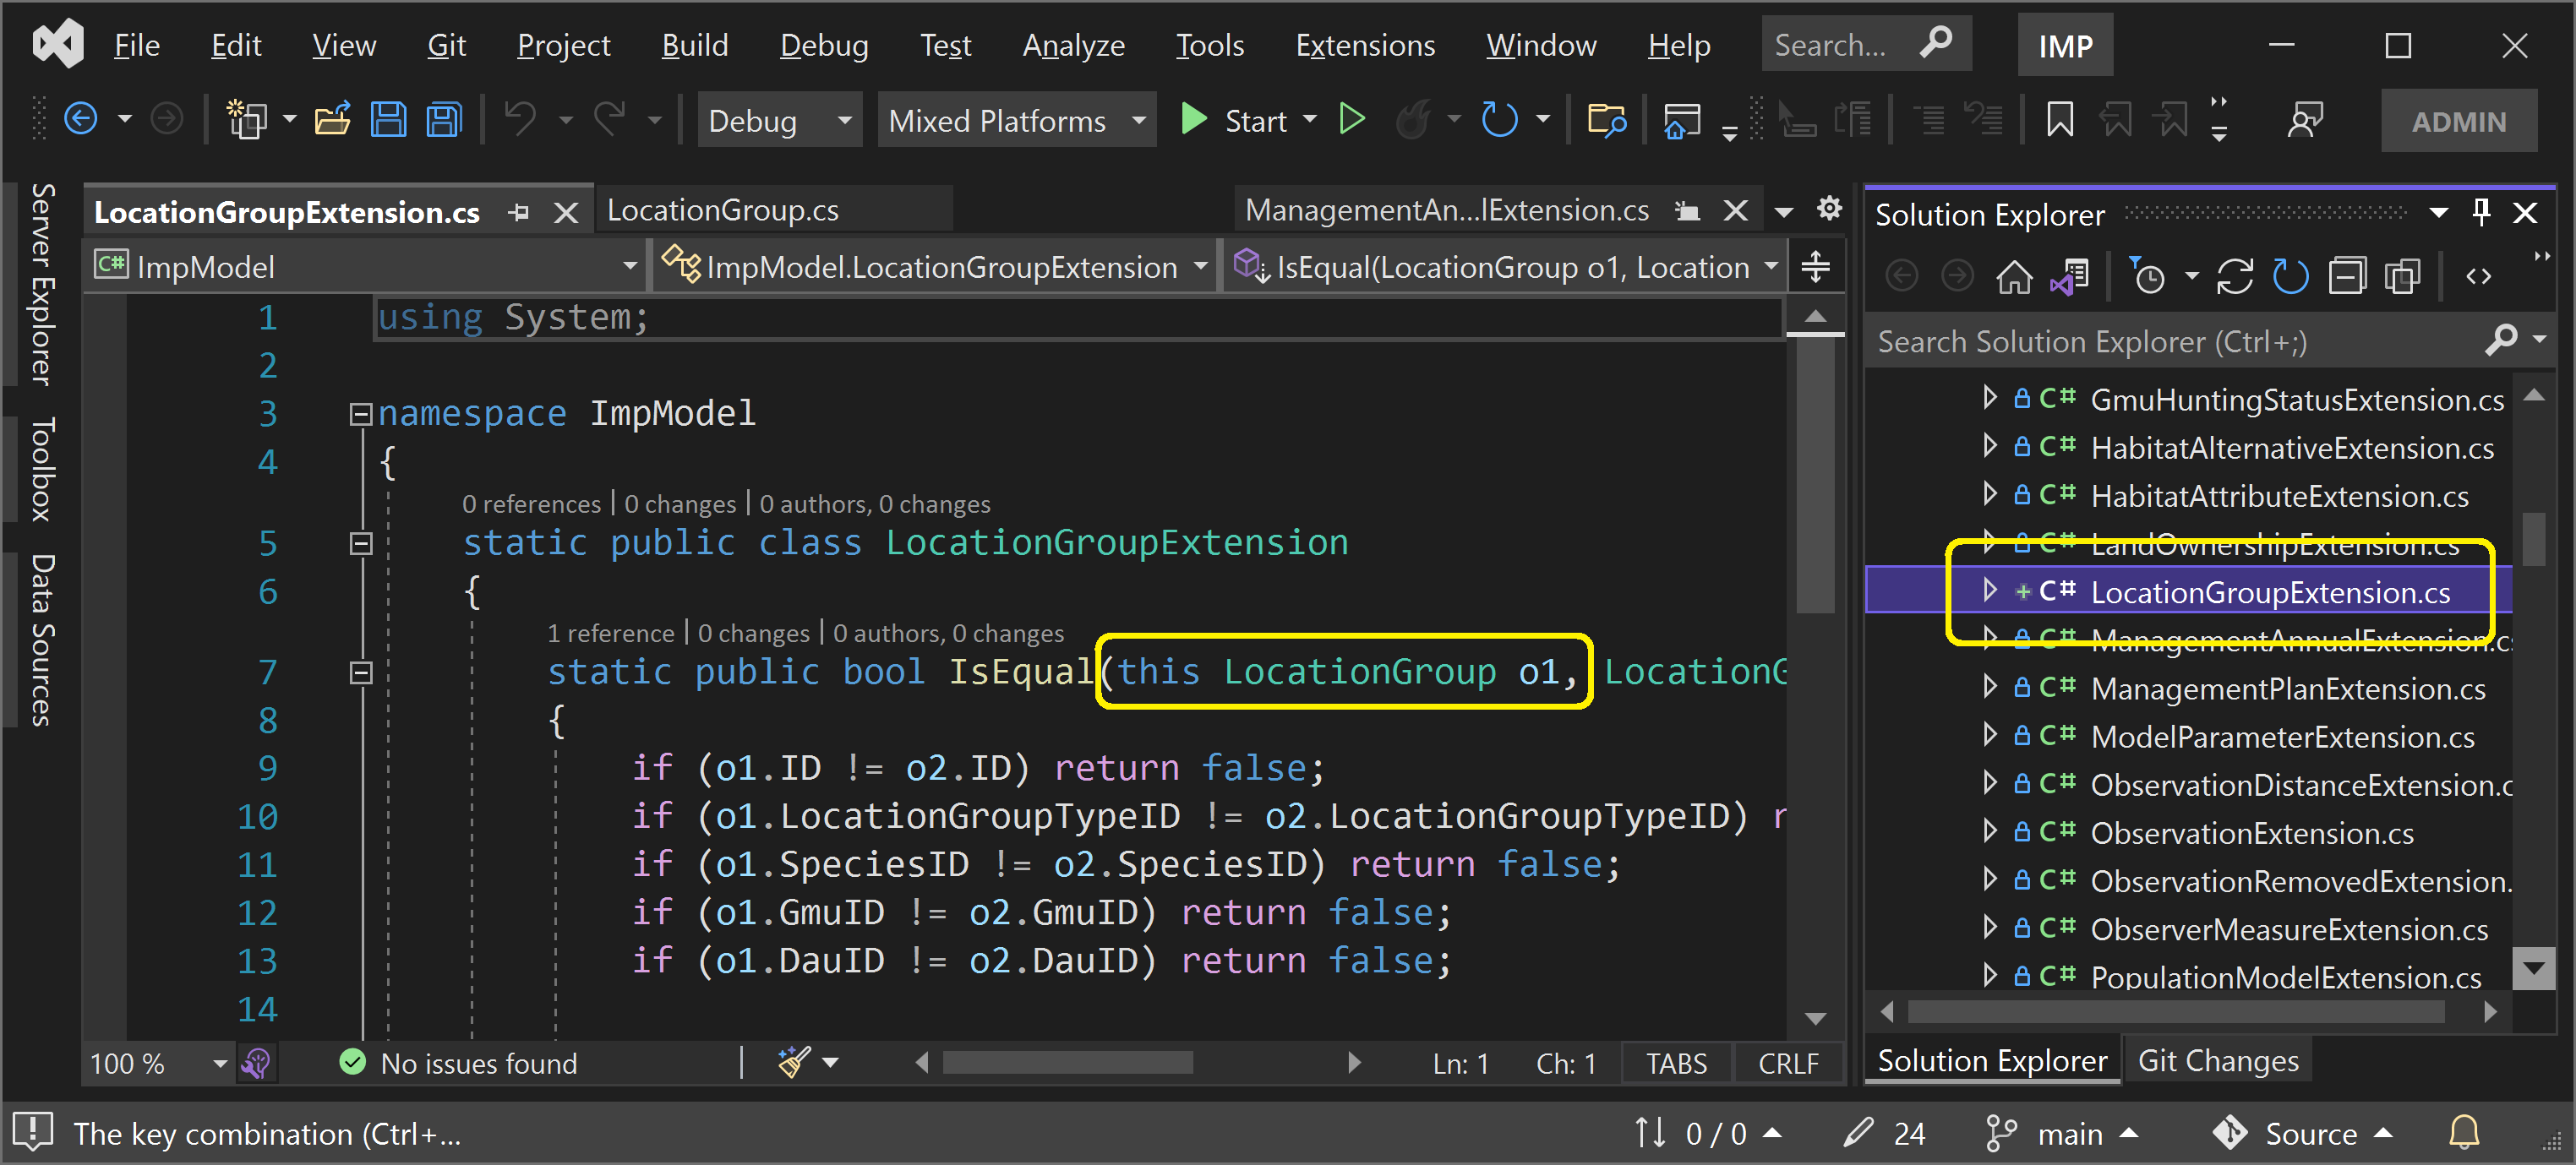 File Edit View Git Project Build Debug Test Analyze Tools Extensions Window Help Search... IMP
Debug Mixed Platforms Start ADMIN
Server Explorer
Toolbox
Data Sources
LocationGroupExtension.cs LocationGroup.cs ManagementAn...lExtension.cs
C# ImpModel ImpModel.LocationGroupExtension IsEqual(LocationGroup o1, Location
1 using System;
2
3 namespace ImpModel
4 {
0 references | 0 changes | 0 authors, 0 changes
5 static public class LocationGroupExtension
6 {
1 reference | 0 changes | 0 authors, 0 changes
7 static public bool IsEqual(this LocationGroup o1, LocationG
8 {
9 if (o1.ID != o2.ID) return false;
10 if (o1.LocationGroupTypeID != o2.LocationGroupTypeID) r
11 if (o1.SpeciesID != o2.SpeciesID) return false;
12 if (o1.GmuID != o2.GmuID) return false;
13 if (o1.DauID != o2.DauID) return false;
14
100 % No issues found Ln: 1 Ch: 1 TABS CRLF
Solution Explorer
Search Solution Explorer (Ctrl+;)
C# GmuHuntingStatusExtension.cs
C# HabitatAlternativeExtension.cs
C# HabitatAttributeExtension.cs
C# LandOwnershipExtension.cs
+ C# LocationGroupExtension.cs
C# ManagementAnnualExtension.cs
C# ManagementPlanExtension.cs
C# ModelParameterExtension.cs
C# ObservationDistanceExtension.c
C# ObservationExtension.cs
C# ObservationRemovedExtension.
C# ObserverMeasureExtension.cs
C# PopulationModelExtension.cs
Solution Explorer Git Changes
The key combination (Ctrl+... 0 / 0 24 main Source